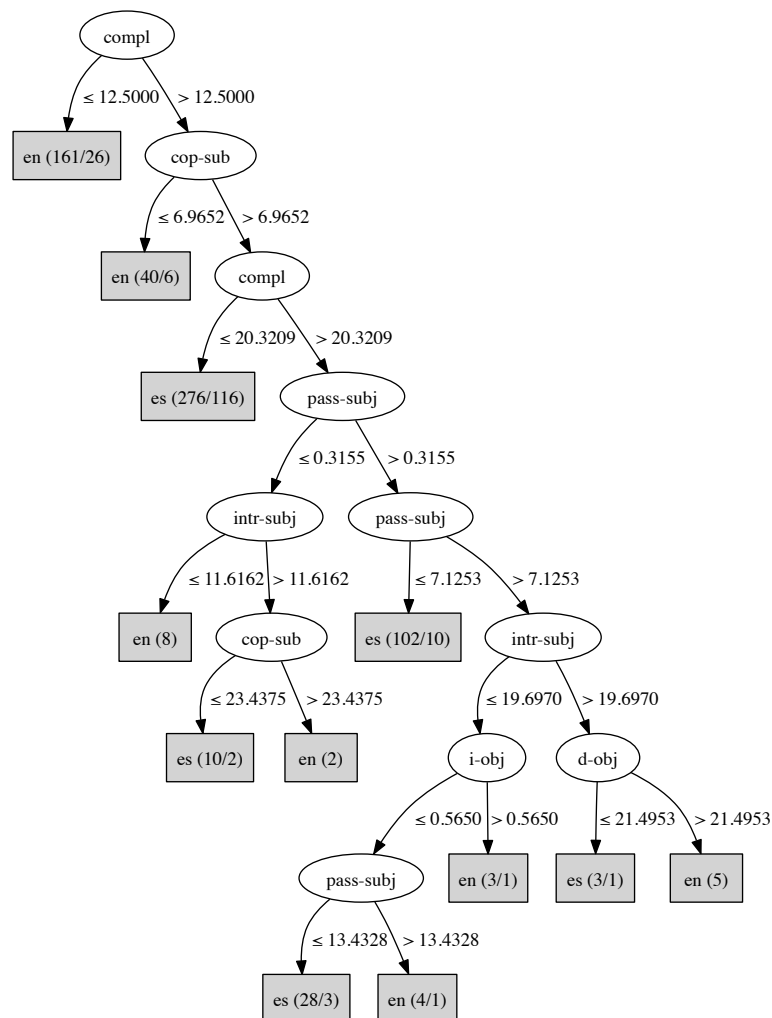 compl
≤ 12.5000
> 12.5000
en (161/26)
cop-sub
≤ 6.9652
> 6.9652
en (40/6)
compl
≤ 20.3209
> 20.3209
es (276/116)
pass-subj
≤ 0.3155
> 0.3155
intr-subj
pass-subj
≤ 11.6162
> 11.6162
≤ 7.1253
> 7.1253
en (8)
cop-sub
es (102/10)
intr-subj
≤ 23.4375
> 23.4375
≤ 19.6970
> 19.6970
es (10/2)
en (2)
i-obj
d-obj
≤ 0.5650
> 0.5650
≤ 21.4953
> 21.4953
pass-subj
en (3/1)
es (3/1)
en (5)
≤ 13.4328
> 13.4328
es (28/3)
en (4/1)